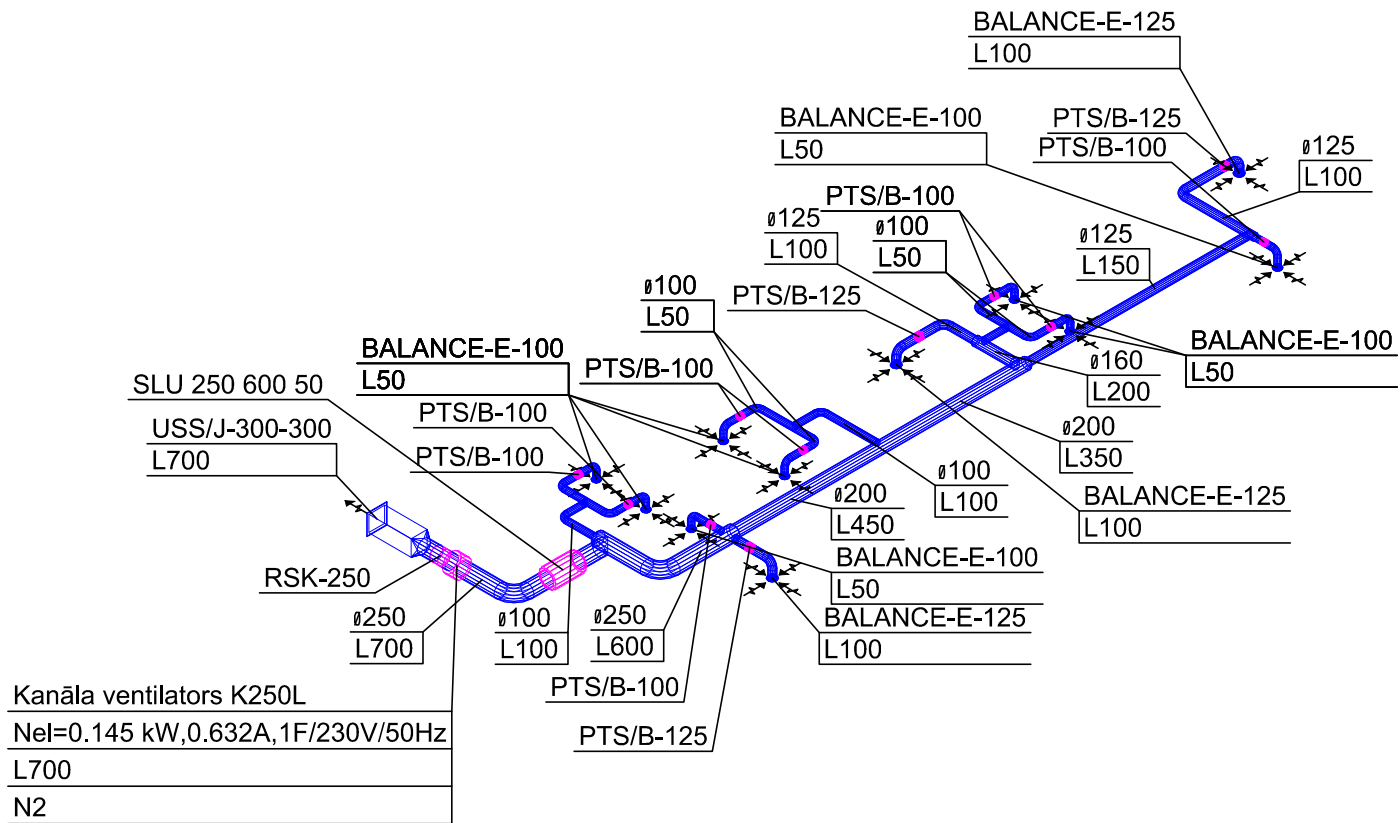 BALANCE-E-125
L100
BALANCE-E-100
L50
PTS/B-125
PTS/B-100
ø125
L100
PTS/B-100
ø125
L100
ø100
L50
ø125
L150
PTS/B-125
ø100
L50
BALANCE-E-100
L50
BALANCE-E-100
L50
PTS/B-100
ø160
L200
SLU 250 600 50
PTS/B-100
USS/J-300-300
L700
PTS/B-100
ø200
L350
ø100
L100
BALANCE-E-125
L100
ø200
L450
RSK-250
BALANCE-E-100
L50
ø250
L700
ø100
L100
ø250
L600
BALANCE-E-125
L100
PTS/B-100
PTS/B-125
Kanāla ventilators K250L
Nel=0.145 kW,0.632A,1F/230V/50Hz
L700
N2